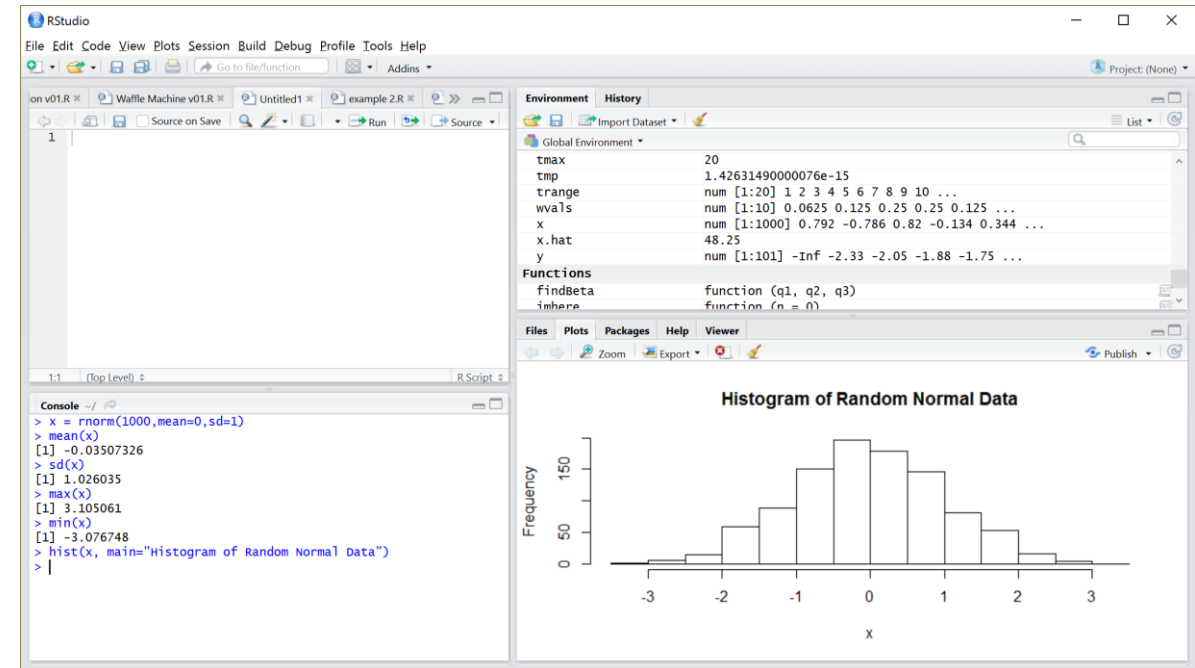 RStudio
File Edit Code View Plots Session Build Debug Profile Tools Help
Go to file/function Addins Project: (None)
on v01.R Waffle Machine v01.R Untitled1 example 2.R
Source on Save Run Source
1
1:1 (Top Level) R Script
Console ~/
> x = rnorm(1000,mean=0,sd=1)
> mean(x)
[1] -0.03507326
> sd(x)
[1] 1.026035
> max(x)
[1] 3.105061
> min(x)
[1] -3.076748
> hist(x, main="Histogram of Random Normal Data")
>
Environment History
Import Dataset List
Global Environment
tmax 20
tmp 1.42631490000076e-15
trange num [1:20] 1 2 3 4 5 6 7 8 9 10 ...
wvals num [1:10] 0.0625 0.125 0.25 0.25 0.125 ...
x num [1:1000] 0.792 -0.786 0.82 -0.134 0.344 ...
x.hat 48.25
y num [1:101] -Inf -2.33 -2.05 -1.88 -1.75 ...
Functions
findBeta function (q1, q2, q3)
imhere function (n = 0)
Files Plots Packages Help Viewer
Zoom Export Publish
Histogram of Random Normal Data
Frequency
150
50
0
-3 -2 -1 0 1 2 3
x